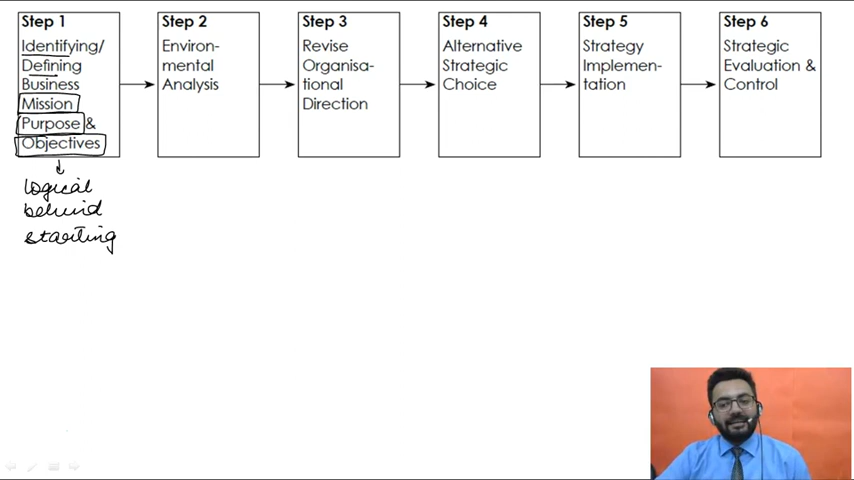 Step 1
Identifying/
Defining
Business
Mission
Purpose &
Objectives
Step 2
Environ-
mental
Analysis
Step 3
Revise
Organisa-
tional
Direction
Step 4
Alternative
Strategic
Choice
Step 5
Strategy
Implemen-
tation
Step 6
Strategic
Evaluation &
Control
logical
behind
starting